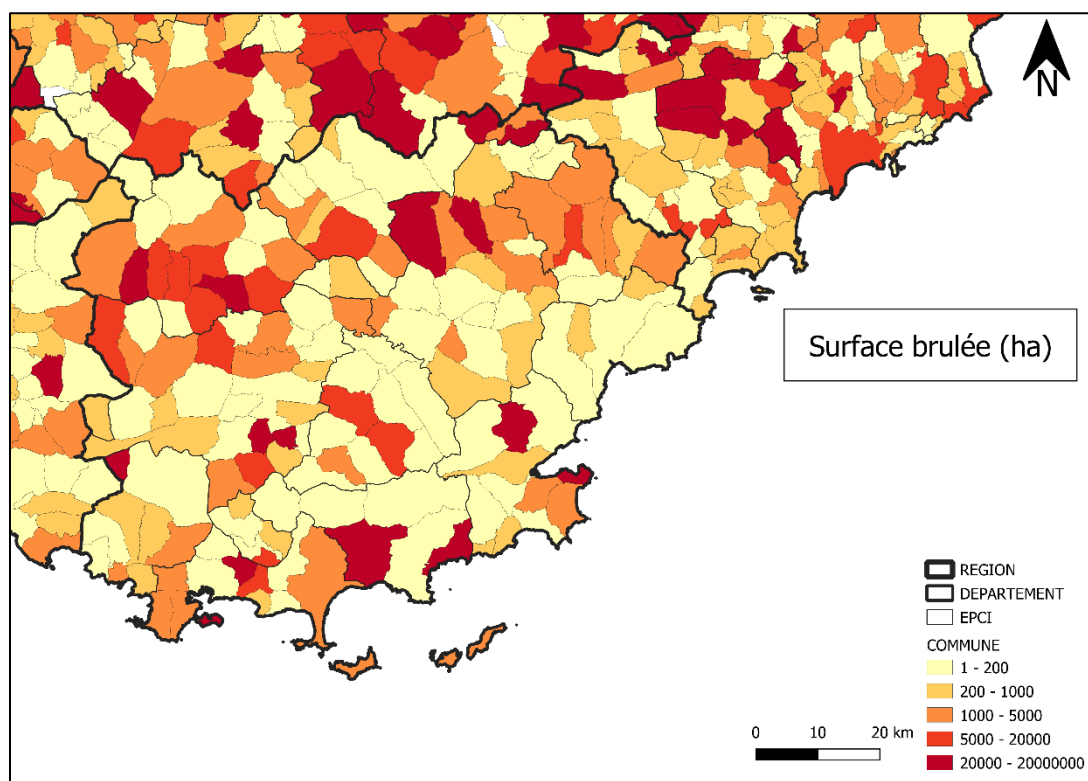 N
Surface brulée (ha)
REGION
DEPARTEMENT
EPCI
COMMUNE
1 - 200
200 - 1000
1000 - 5000
5000 - 20000
20000 - 20000000
0 10 20 km